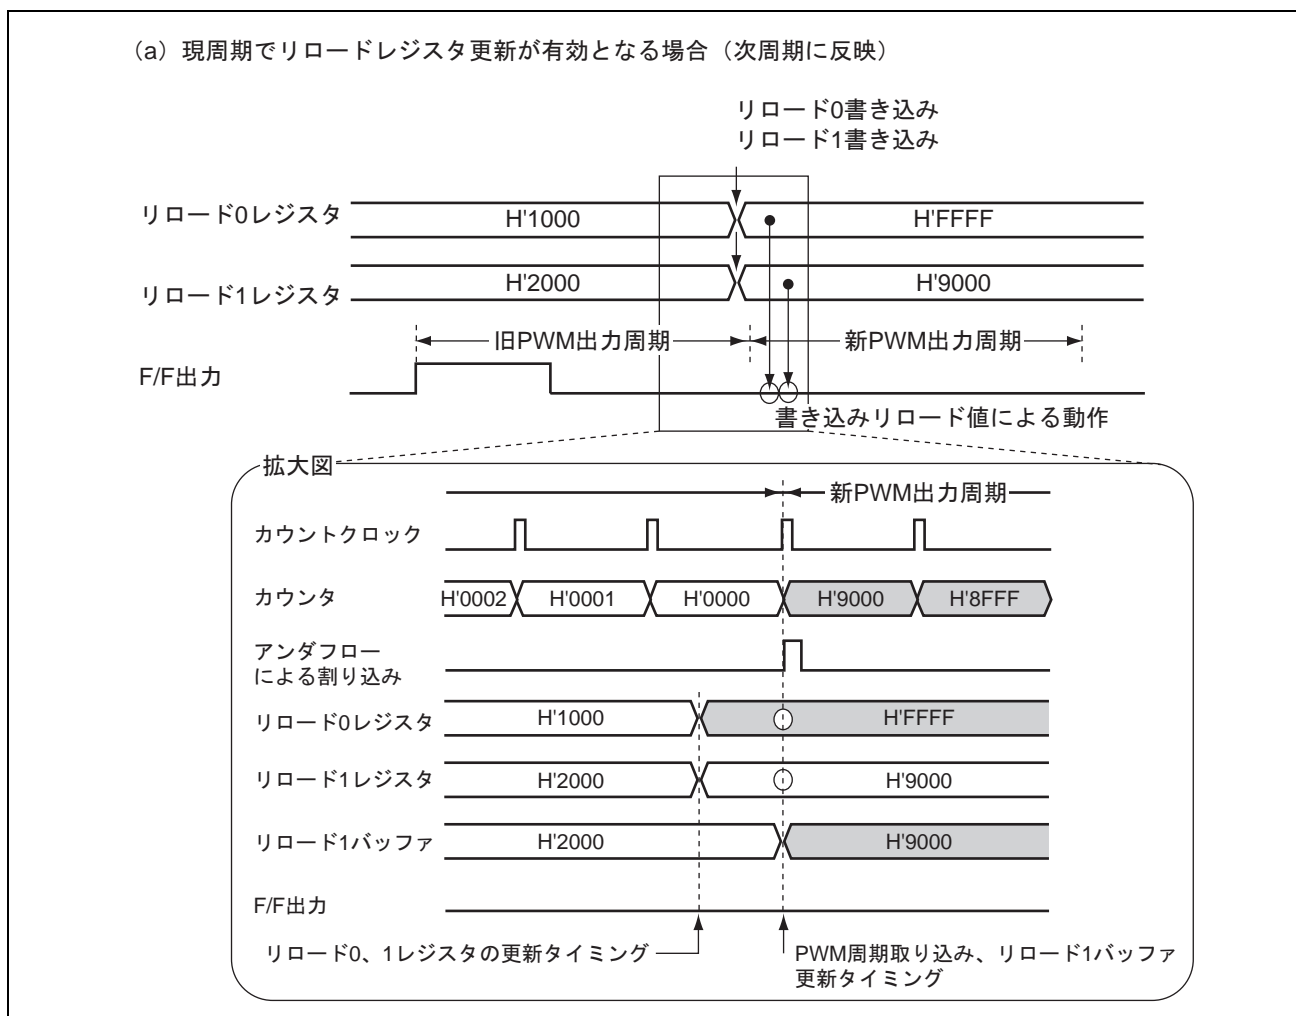 (a) 現周期でリロードレジスタ更新が有効となる場合（次周期に反映）
リロード0書き込み
リロード1書き込み
リロード0レジスタ
H'1000
H'FFFF
リロード1レジスタ
H'2000
H'9000
旧PWM出力周期
新PWM出力周期
F/F出力
書き込みリロード値による動作
拡大図
新PWM出力周期
カウントクロック
カウンタ
H'0002
H'0001
H'0000
H'9000
H'8FFF
アンダフロー
による割り込み
リロード0レジスタ
H'1000
H'FFFF
リロード1レジスタ
H'2000
H'9000
リロード1バッファ
H'2000
H'9000
F/F出力
リロード0、1レジスタの更新タイミング
PWM周期取り込み、リロード1バッファ
更新タイミング